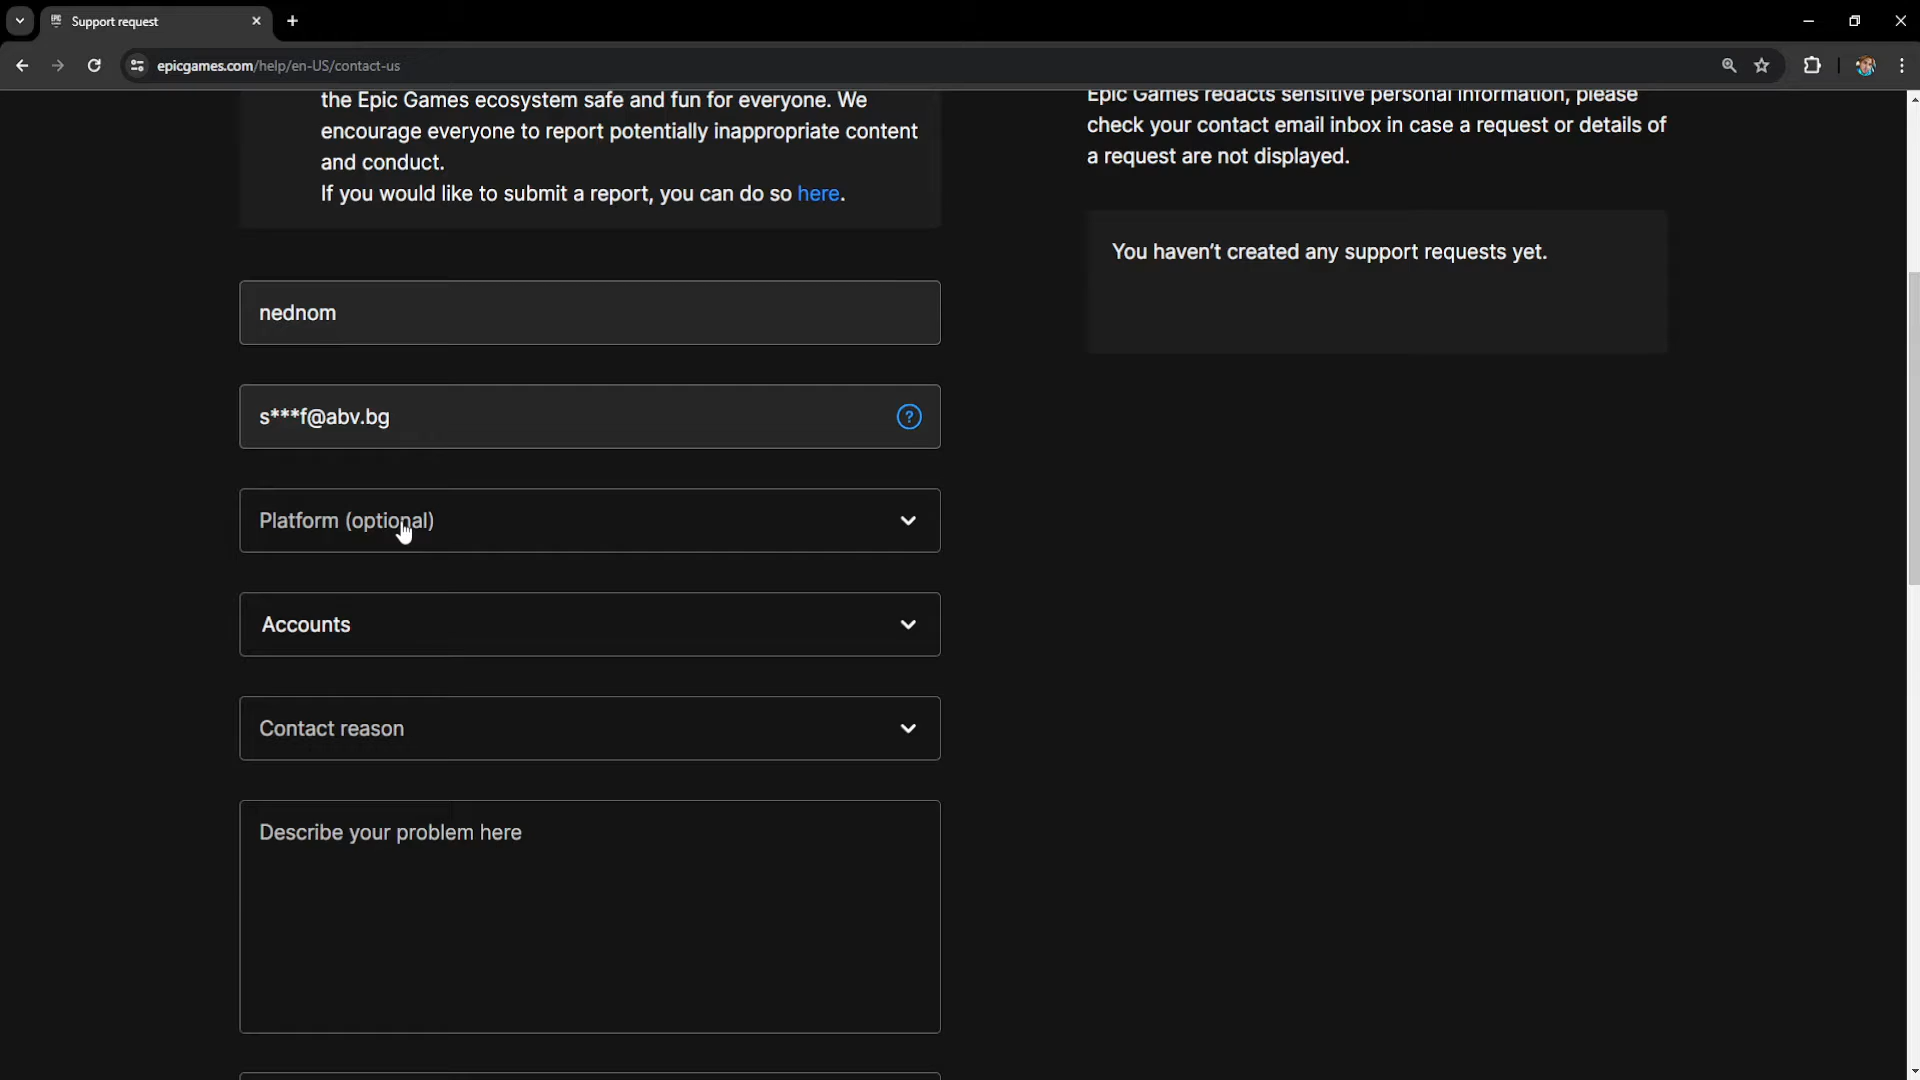 Support request
epicgames.com/help/en-US/contact-us
the Epic Games ecosystem safe and fun for everyone. We
encourage everyone to report potentially inappropriate content
and conduct.
If you would like to submit a report, you can do so here.
nednom
s***f@abv.bg
?
Platform (optional)
Accounts
Contact reason
Describe your problem here
Epic Games redacts sensitive personal information, please
check your contact email inbox in case a request or details of
a request are not displayed.
You haven’t created any support requests yet.